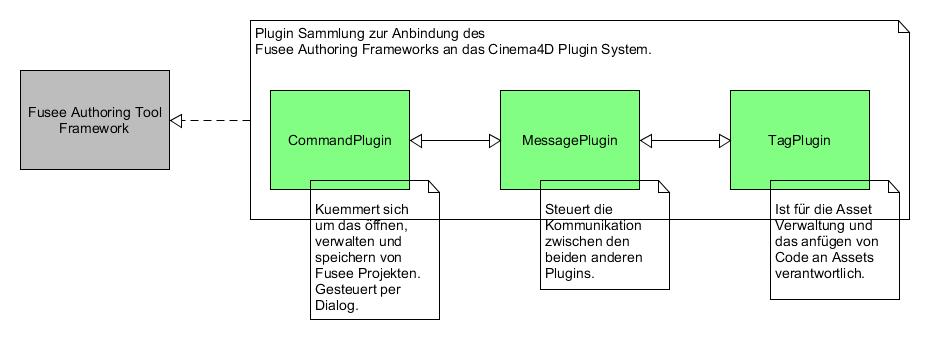 Plugin Sammlung zur Anbindung des
Fusee Authoring Frameworks an das Cinema4D Plugin System.
Fusee Authoring Tool
Framework
CommandPlugin
MessagePlugin
TagPlugin
Kuemmert sich
um das öffnen,
verwalten und
speichern von
Fusee Projekten.
Gesteuert per
Dialog.
Steuert die
Kommunikation
zwischen den
beiden anderen
Plugins.
Ist für die Asset
Verwaltung und
das anfügen von
Code an Assets
verantwortlich.